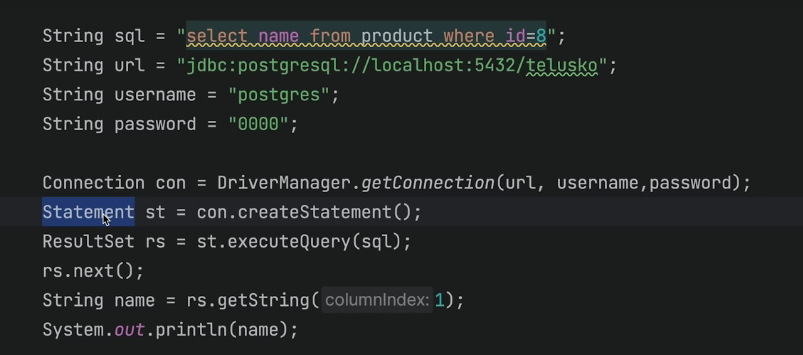 String sql = "select name from product where id=8";
String url = "jdbc:postgresql://localhost:5432/telusko";
String username = "postgres";
String password = "0000";
Connection con = DriverManager.getConnection(url, username,password);
Statement st = con.createStatement();
ResultSet rs = st.executeQuery(sql);
rs.next();
String name = rs.getString( columnIndex: 1);
System.out.println(name);